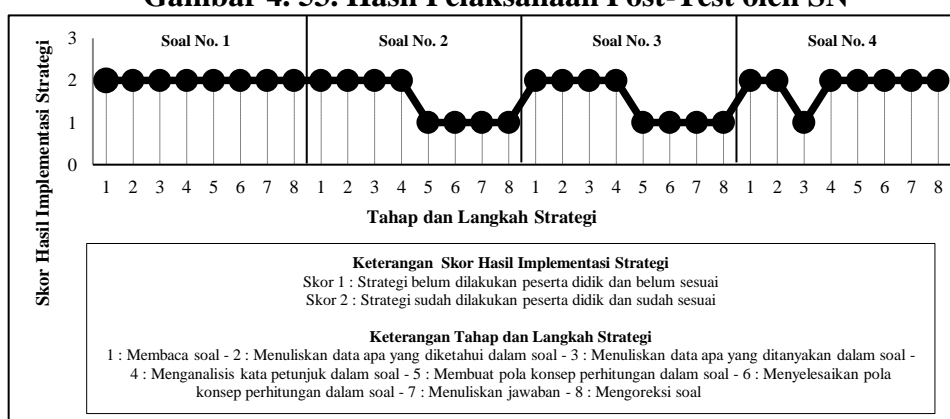 Gambar 4. 55. Hasil Pelaksanaan Post-Test oleh SN
Soal No. 1 Soal No. 2 Soal No. 3 Soal No. 4
Skor Hasil Implementasi Strategi
3
2
1
0
1 2 3 4 5 6 7 8 1 2 3 4 5 6 7 8 1 2 3 4 5 6 7 8 1 2 3 4 5 6 7 8
Tahap dan Langkah Strategi
Keterangan Skor Hasil Implementasi Strategi
Skor 1 : Strategi belum dilakukan peserta didik dan belum sesuai
Skor 2 : Strategi sudah dilakukan peserta didik dan sudah sesuai
Keterangan Tahap dan Langkah Strategi
1 : Membaca soal - 2 : Menuliskan data apa yang diketahui dalam soal - 3 : Menuliskan data apa yang ditanyakan dalam soal -
4 : Menganalisis kata petunjuk dalam soal - 5 : Membuat pola konsep perhitungan dalam soal - 6 : Menyelesaikan pola
konsep perhitungan dalam soal - 7 : Menuliskan jawaban - 8 : Mengoreksi soal